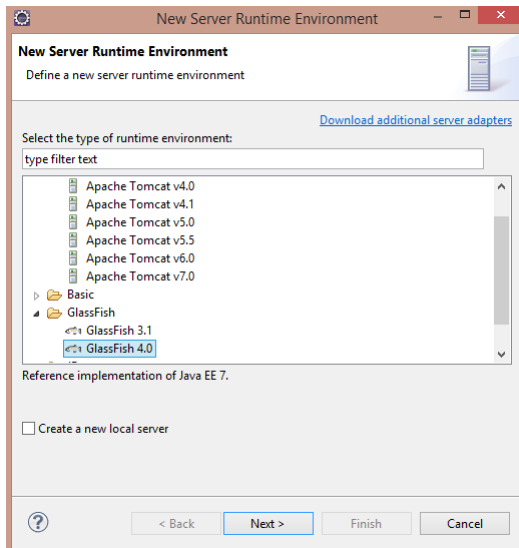 New Server Runtime Environment
New Server Runtime Environment
Define a new server runtime environment
Download additional server adapters
Select the type of runtime environment:
type filter text
Apache Tomcat v4.0
Apache Tomcat v4.1
Apache Tomcat v5.0
Apache Tomcat v5.5
Apache Tomcat v6.0
Apache Tomcat v7.0
Basic
GlassFish
GlassFish 3.1
GlassFish 4.0
Reference implementation of Java EE 7.
Create a new local server
? < Back Next > Finish Cancel